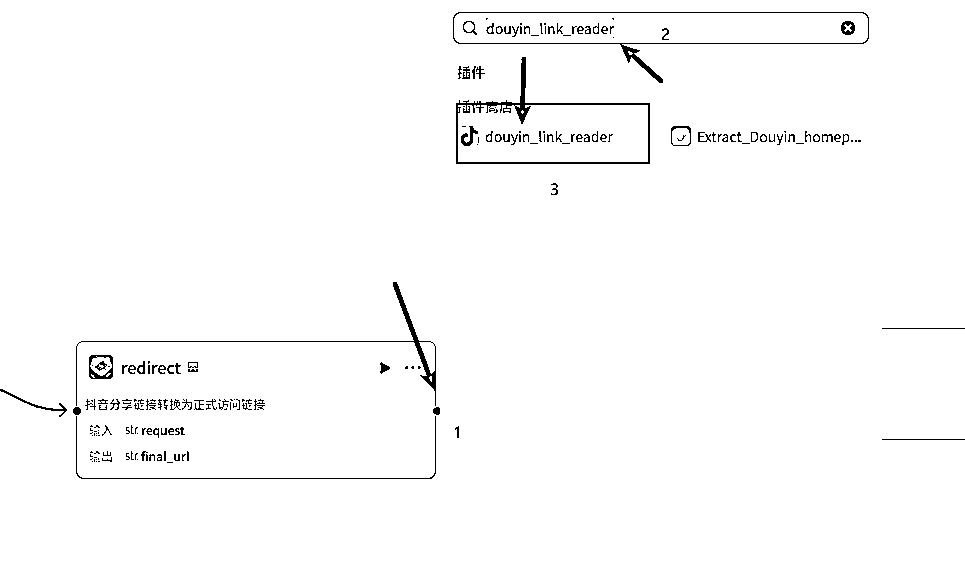 douyin_link_reader
2
插件
插件商店
douyin_link_reader
Extract_Douyin_homep...
3
redirect
抖音分享链接转换为正式访问链接
1
输入 str. request
输出 str. final_url